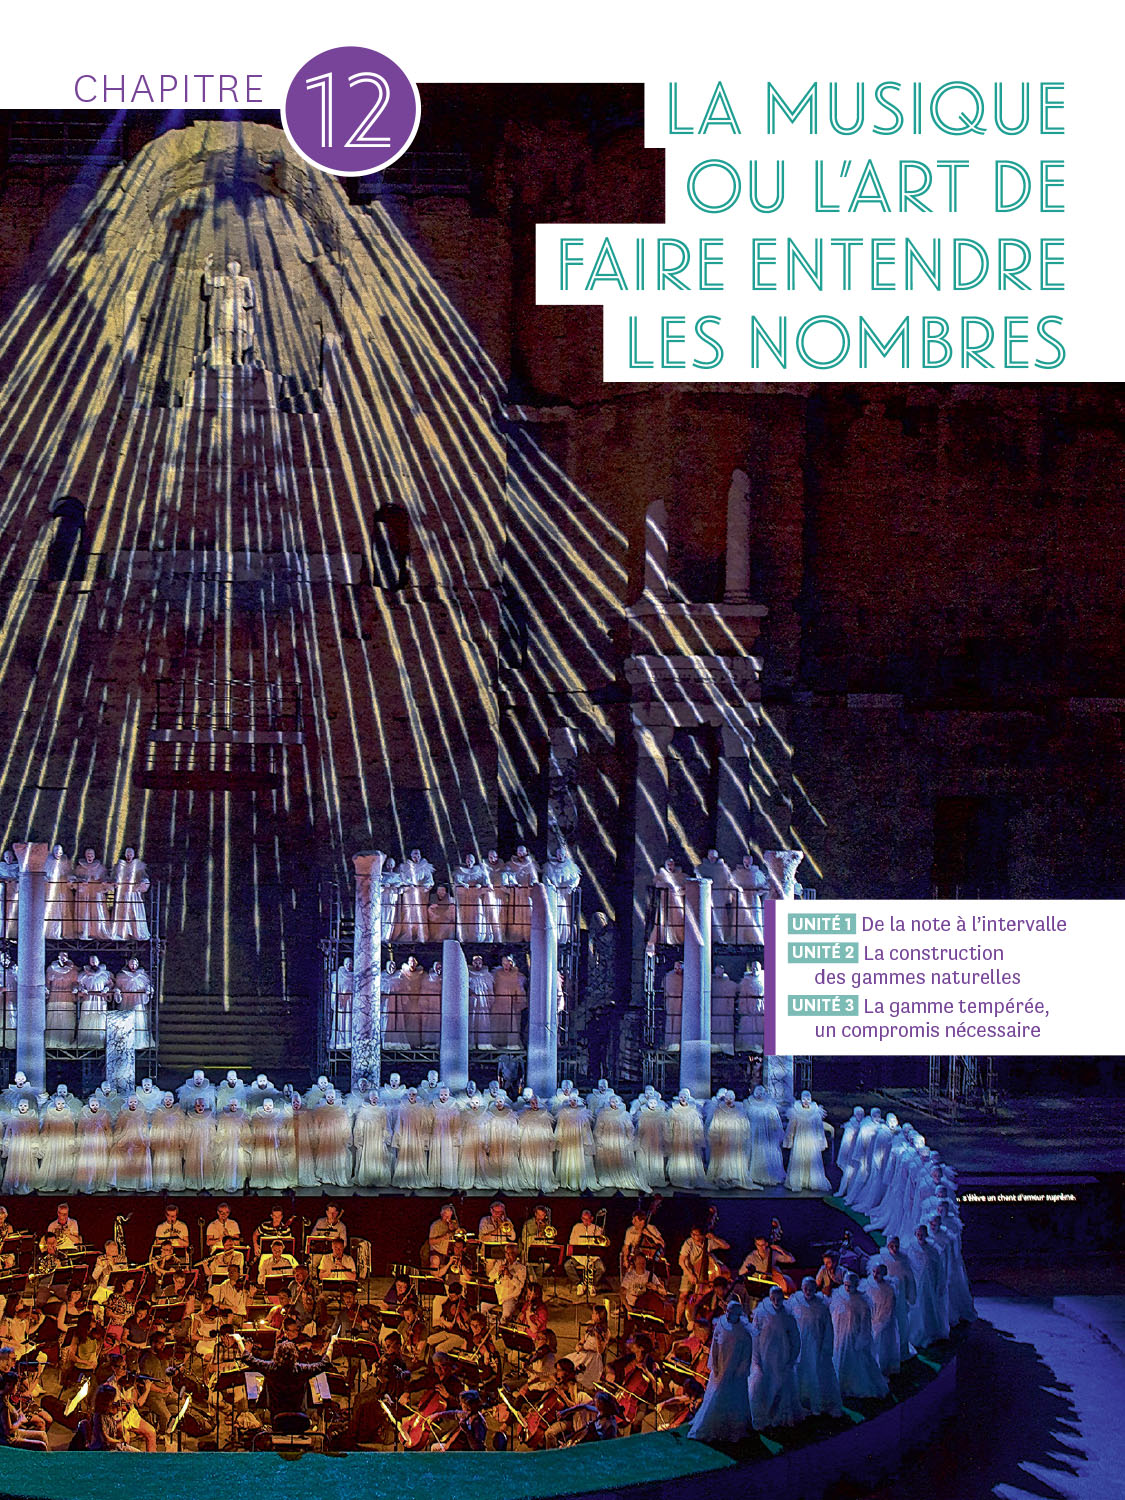 CHAPITRE 12
LA MUSIQUE
OU L'ART DE
FAIRE ENTENDRE
LES NOMBRES
UNITÉ 1 De la note à l'intervalle
UNITÉ 2 La construction
des gammes naturelles
UNITÉ 3 La gamme tempérée,
un compromis nécessaire
s'élève un chant d'amour suprême.